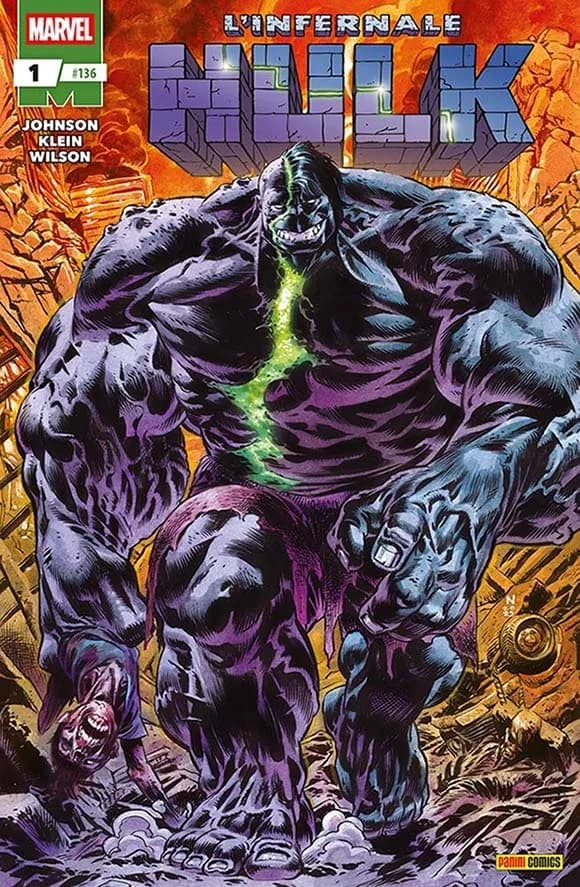 MARVEL
L'INFERNALE
HULK
1 #136
JOHNSON
KLEIN
WILSON
PANINI COMICS